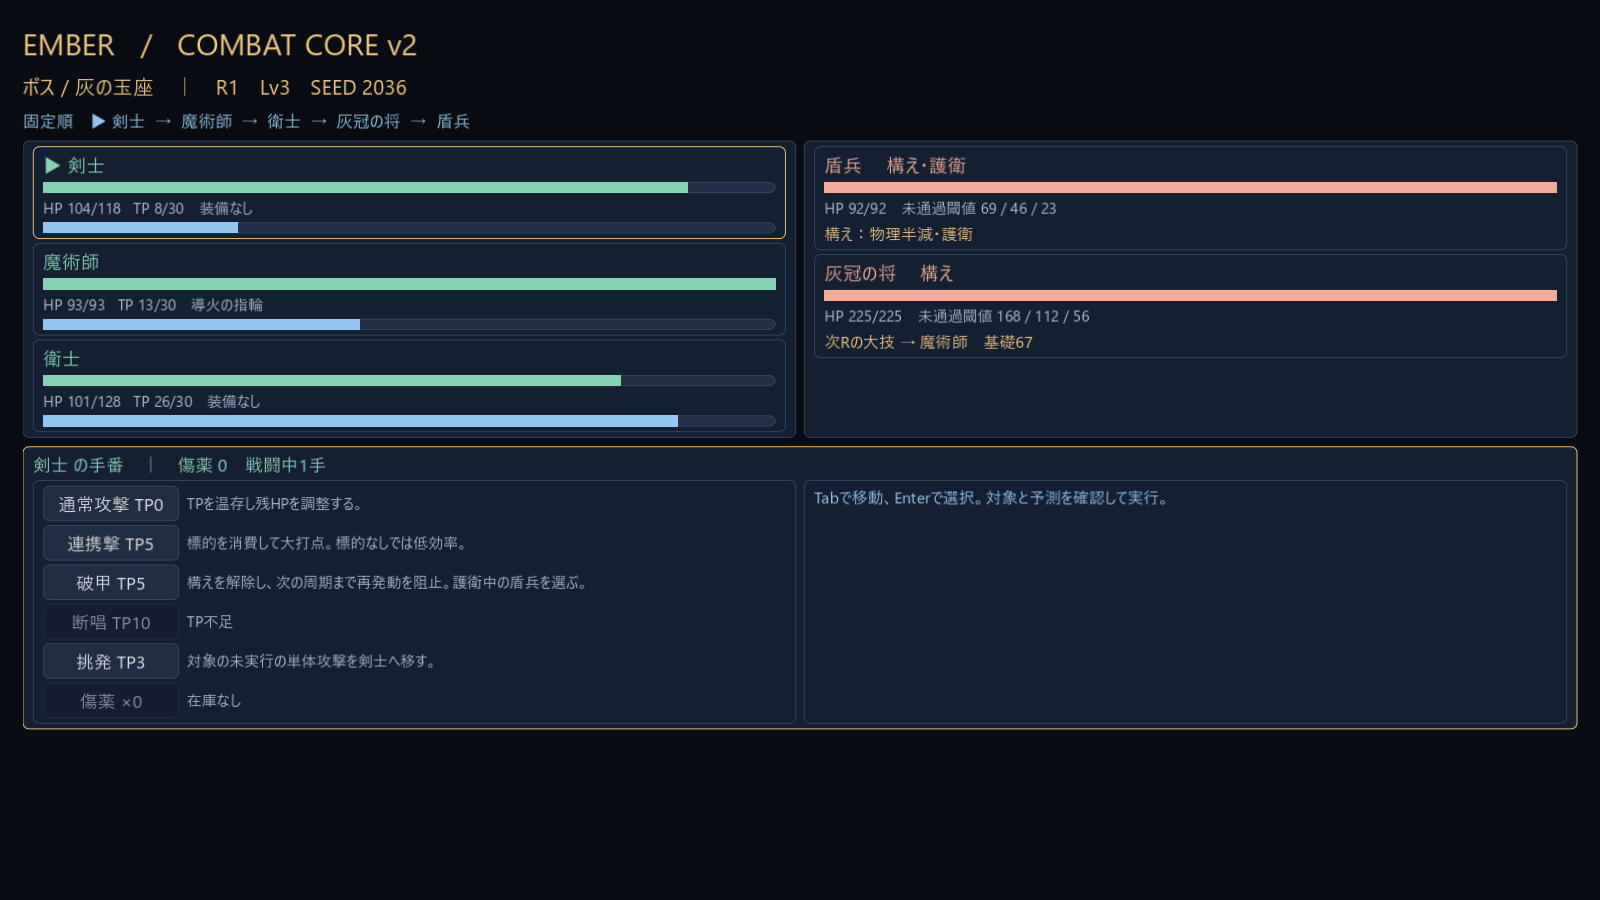 EMBER / COMBAT CORE v2
ボス / 灰の玉座 ｜ R1 Lv3 SEED 2036
固定順 ▶ 剣士 → 魔術師 → 衛士 → 灰冠の将 → 盾兵
▶ 剣士
HP 104/118 TP 8/30 装備なし
魔術師
HP 93/93 TP 13/30 導火の指輪
衛士
HP 101/128 TP 26/30 装備なし
盾兵 構え・護衛
HP 92/92 未通過閾値 69 / 46 / 23
構え：物理半減・護衛
灰冠の将 構え
HP 225/225 未通過閾値 168 / 112 / 56
次Rの大技 → 魔術師 基礎67
剣士 の手番 ｜ 傷薬 0 戦闘中1手
通常攻撃 TP0 TPを温存し残HPを調整する。
連携撃 TP5 標的を消費して大打点。標的なしでは低効率。
破甲 TP5 構えを解除し、次の周期まで再発動を阻止。護衛中の盾兵を選ぶ。
断唱 TP10 TP不足
挑発 TP3 対象の未実行の単体攻撃を剣士へ移す。
傷薬 ×0 在庫なし
Tabで移動、Enterで選択。対象と予測を確認して実行。